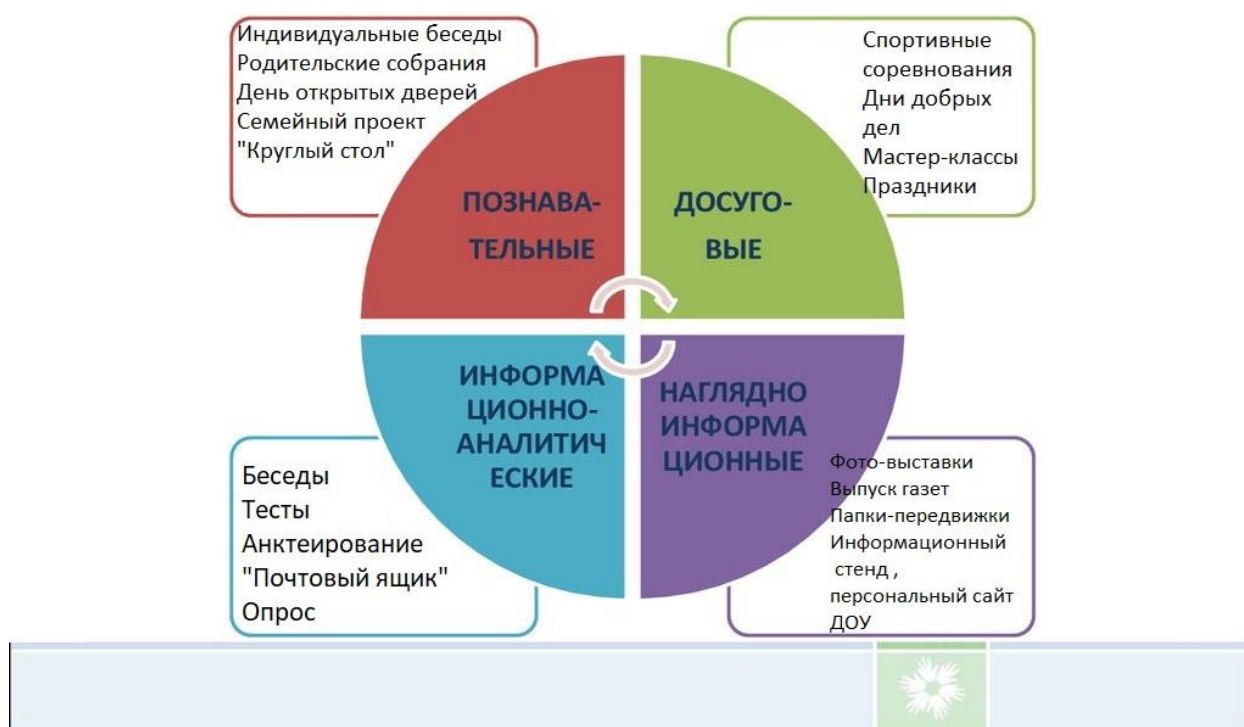 Индивидуальные беседы
Родительские собрания
День открытых дверей
Семейный проект
"Круглый стол"
Спортивные
соревнования
Дни добрых
дел
Мастер-классы
Праздники
ПОЗНАВА-
ТЕЛЬНЫЕ
ДОСУГО-
ВЫЕ
ИНФОРМА
ЦИОННО-
АНАЛИТИЧ
ЕСКИЕ
НАГЛЯДНО
ИНФОРМА
ЦИОННЫЕ
Беседы
Тесты
Анктеирование
"Почтовый ящик"
Опрос
Фото-выставки
Выпуск газет
Папки-передвижки
Информационный
стенд ,
персональный сайт
ДОУ